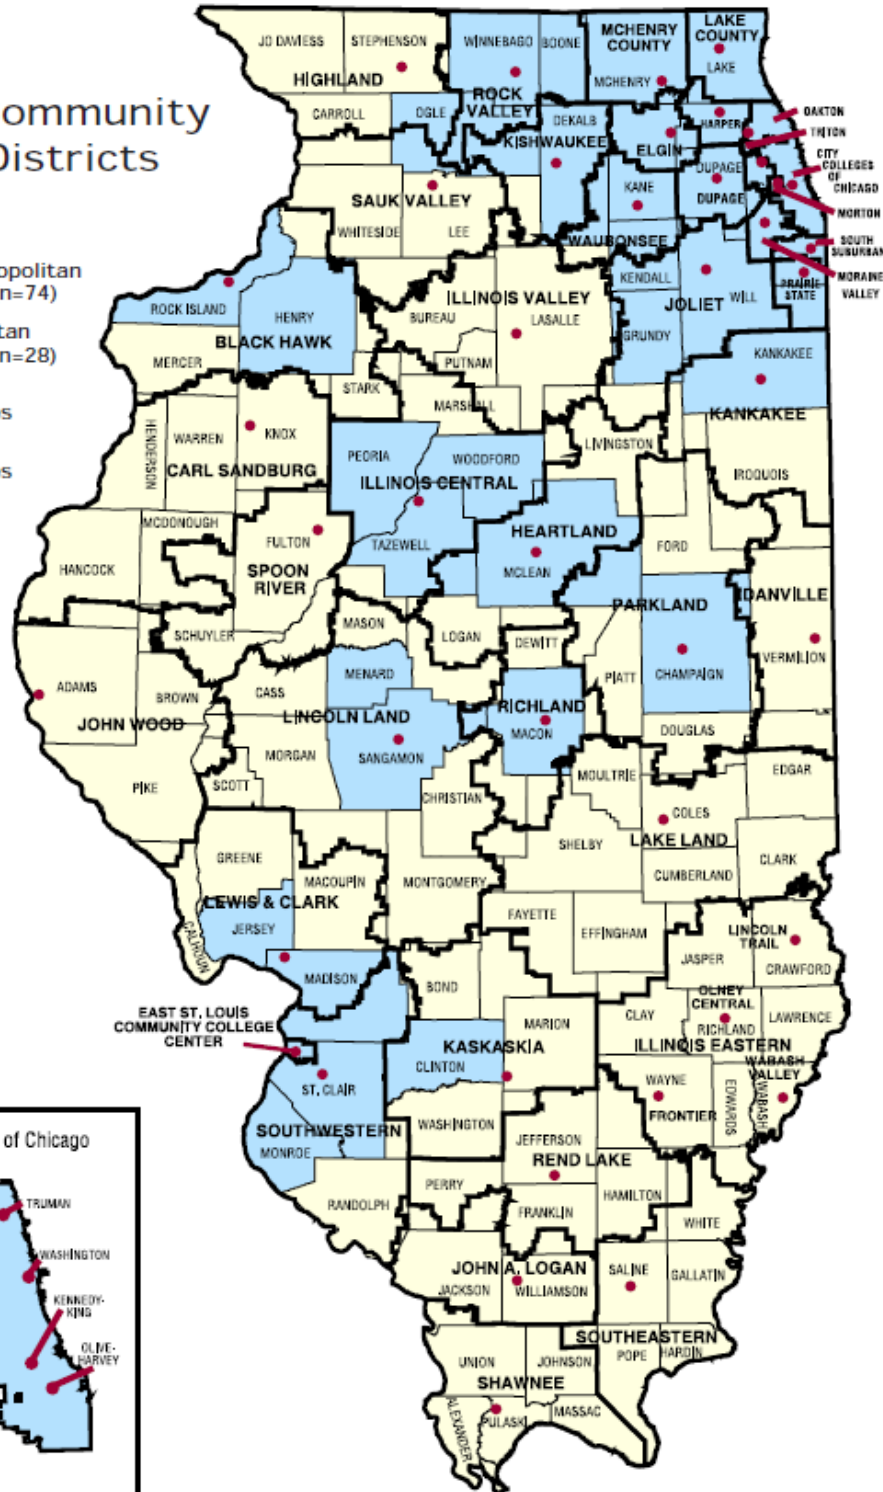 ommunity
Districts
opolitan
n=74)
tan
n=28)
os
os
JO DAVIESS
STEPHENSON
HIGHLAND
CARROLL
WINNEBAGO
BOONE
ROCK
VALLEY
OGLE
MCHENRY
COUNTY
MCHENRY
LAKE
COUNTY
LAKE
DEKALB
KISHWAUKEE
ELGIN
HARPER
OAKTON
TRITON
CITY
COLLEGES
OF
CHICAGO
MORTON
SOUTH
SUBURBAN
MORAINE
VALLEY
PRAIRIE
STATE
KANE
DUPAGE
DUPAGE
WAUBONSEE
SAUK VALLEY
WHITESIDE
LEE
KENDALL
JOLIET
WILL
GRUNDY
ROCK ISLAND
HENRY
BLACK HAWK
MERCER
ILLINOIS VALLEY
BUREAU
LASALLE
PUTNAM
STARK
MARSHALL
KANKAKEE
KANKAKEE
HENDERSON
WARREN
KNOX
CARL SANDBURG
PEORIA
WOODFORD
ILLINOIS CENTRAL
TAZEWELL
LIVINGSTON
IROQUOIS
HEARTLAND
MCLEAN
FORD
MCDONOUGH
HANCOCK
FULTON
SPOON
RIVER
SCHUYLER
MASON
LOGAN
DEWITT
PARKLAND
CHAMPAIGN
PIATT
DANVILLE
VERMILION
ADAMS
BROWN
JOHN WOOD
PIKE
CASS
MENARD
LINCOLN LAND
SANGAMON
MORGAN
SCOTT
RICHLAND
MACON
DOUGLAS
EDGAR
MOULTRIE
COLES
CHRISTIAN
SHELBY
LAKE LAND
CUMBERLAND
CLARK
GREENE
MACOUPIN
MONTGOMERY
LEWIS & CLARK
JERSEY
CALHOUN
FAYETTE
EFFINGHAM
JASPER
LINCOLN
TRAIL
CRAWFORD
MADISON
BOND
OLNEY
CENTRAL
CLAY
RICHLAND
LAWRENCE
ILLINOIS EASTERN
EAST ST. LOUIS
COMMUNITY COLLEGE
CENTER
MARION
KASKASKIA
CLINTON
ST. CLAIR
WABASH
VALLEY
WAYNE
EDWARDS
WABASH
FRONTIER
SOUTHWESTERN
MONROE
WASHINGTON
JEFFERSON
REND LAKE
RANDOLPH
PERRY
FRANKLIN
HAMILTON
WHITE
JOHN A. LOGAN
JACKSON
WILLIAMSON
SALINE
GALLATIN
SOUTHEASTERN
POPE
HARDIN
UNION
JOHNSON
SHAWNEE
ALEXANDER
PULASKI
MASSAC
of Chicago
TRUMAN
WASHINGTON
KENNEDY-
KING
OLIVE-
HARVEY